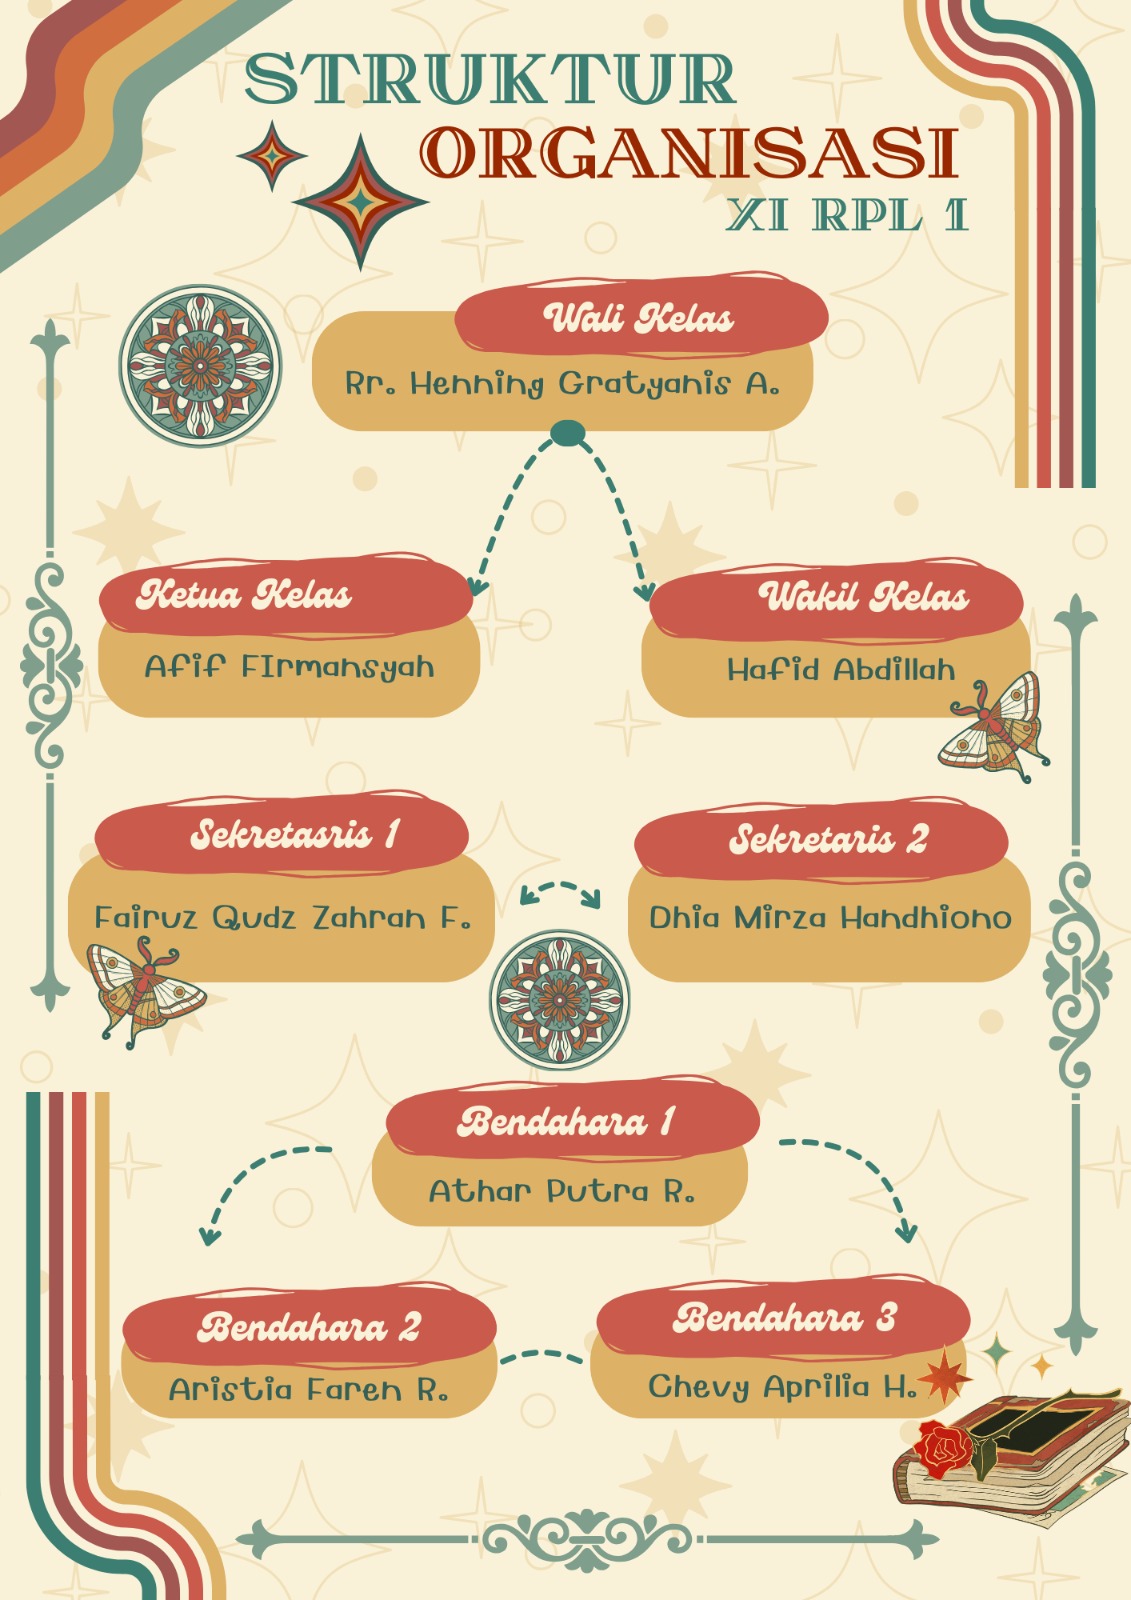 STRUKTUR
ORGANISASI
XI RPL 1
Wali Kelas
Rr. Henning Gratyanis A.
Ketua Kelas
Afif FIrmansyah
Wakil Kelas
Hafid Abdillah
Sekretasris 1
Fairuz Qudz Zahran F.
Sekretaris 2
Dhia Mirza Handhiono
Bendahara 1
Athar Putra R.
Bendahara 2
Aristia Faren R.
Bendahara 3
Chevy Aprilia H.